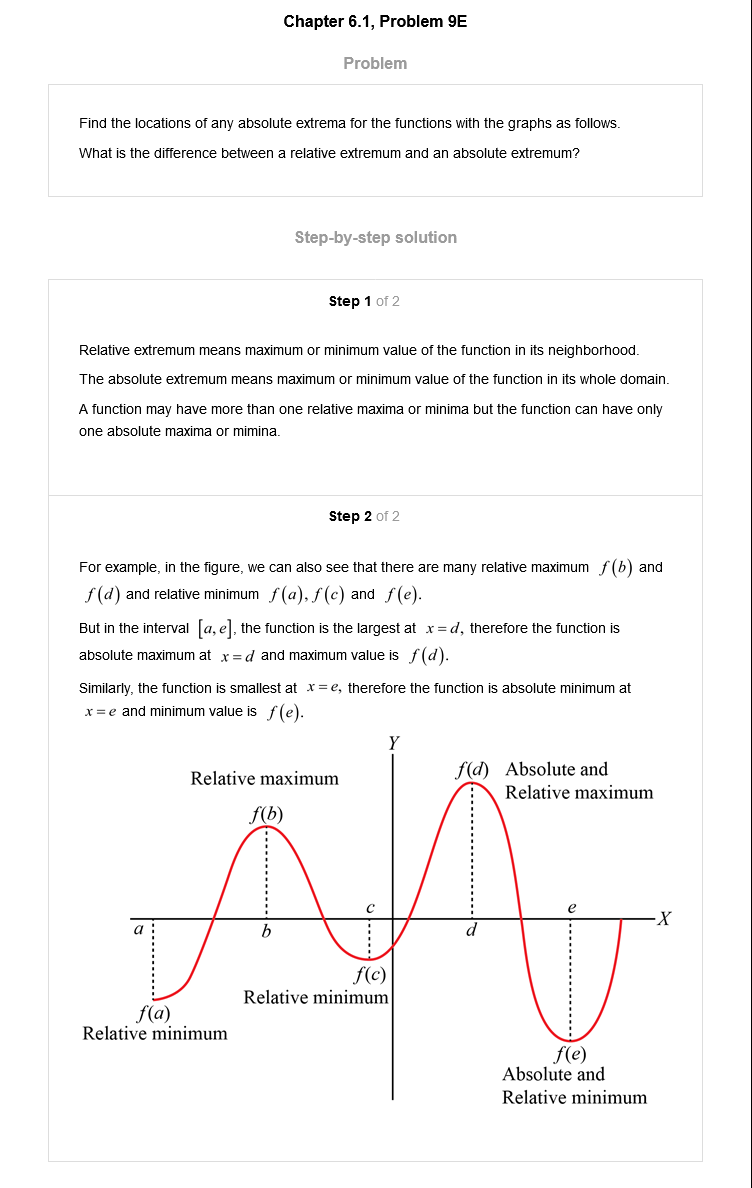 Chapter 6.1, Problem 9E
Problem
Find the locations of any absolute extrema for the functions with the graphs as follows.
What is the difference between a relative extremum and an absolute extremum?
Step-by-step solution
Step 1 of 2
Relative extremum means maximum or minimum value of the function in its neighborhood.
The absolute extremum means maximum or minimum value of the function in its whole domain.
A function may have more than one relative maxima or minima but the function can have only
one absolute maxima or mimina.
Step 2 of 2
For example, in the figure, we can also see that there are many relative maximum f(b) and
f(d) and relative minimum f(a), f(c) and f(e).
But in the interval [a, e], the function is the largest at x = d, therefore the function is
absolute maximum at x = d and maximum value is f(d).
Similarly, the function is smallest at x = e, therefore the function is absolute minimum at
x = e and minimum value is f(e).
Y
f(d) Absolute and
Relative maximum
Relative maximum
f(b)
c
e
X
a
b
d
f(c)
Relative minimum
f(a)
Relative minimum
f(e)
Absolute and
Relative minimum